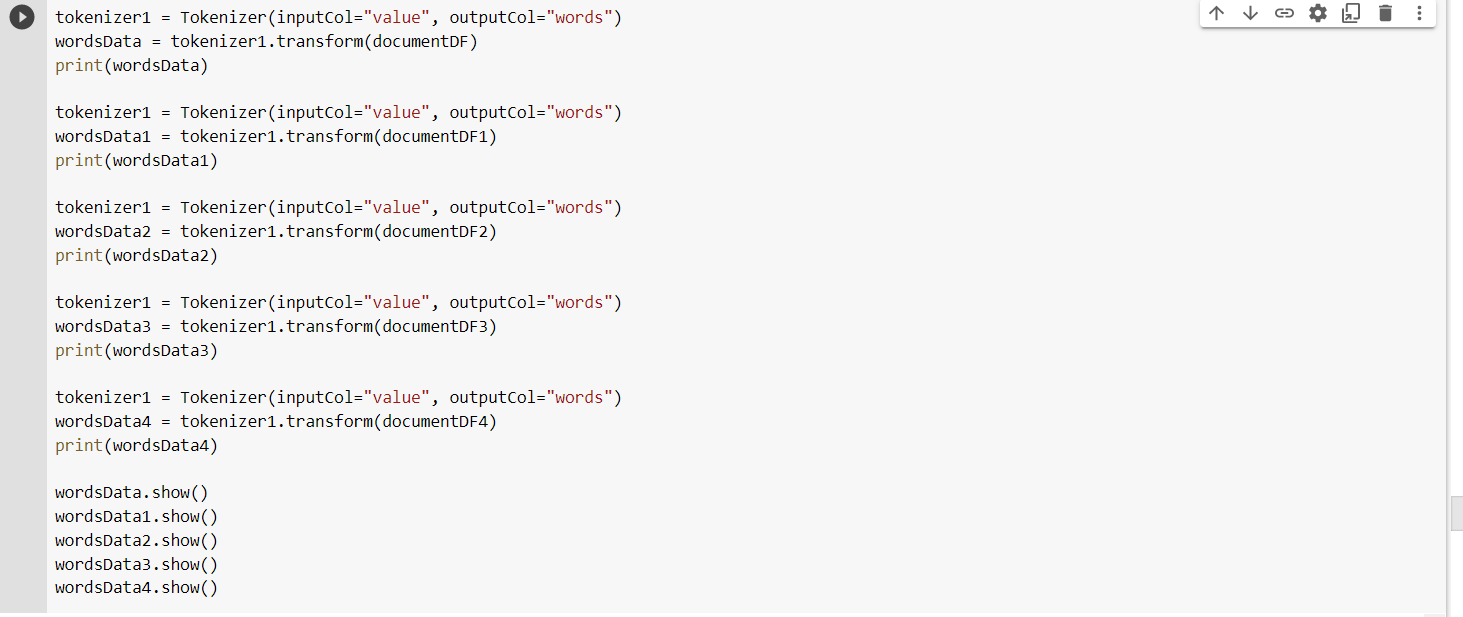 tokenizer1 = Tokenizer(inputCol="value", outputCol="words")
wordsData = tokenizer1.transform(documentDF)
print(wordsData)

tokenizer1 = Tokenizer(inputCol="value", outputCol="words")
wordsData1 = tokenizer1.transform(documentDF1)
print(wordsData1)

tokenizer1 = Tokenizer(inputCol="value", outputCol="words")
wordsData2 = tokenizer1.transform(documentDF2)
print(wordsData2)

tokenizer1 = Tokenizer(inputCol="value", outputCol="words")
wordsData3 = tokenizer1.transform(documentDF3)
print(wordsData3)

tokenizer1 = Tokenizer(inputCol="value", outputCol="words")
wordsData4 = tokenizer1.transform(documentDF4)
print(wordsData4)

wordsData.show()
wordsData1.show()
wordsData2.show()
wordsData3.show()
wordsData4.show()